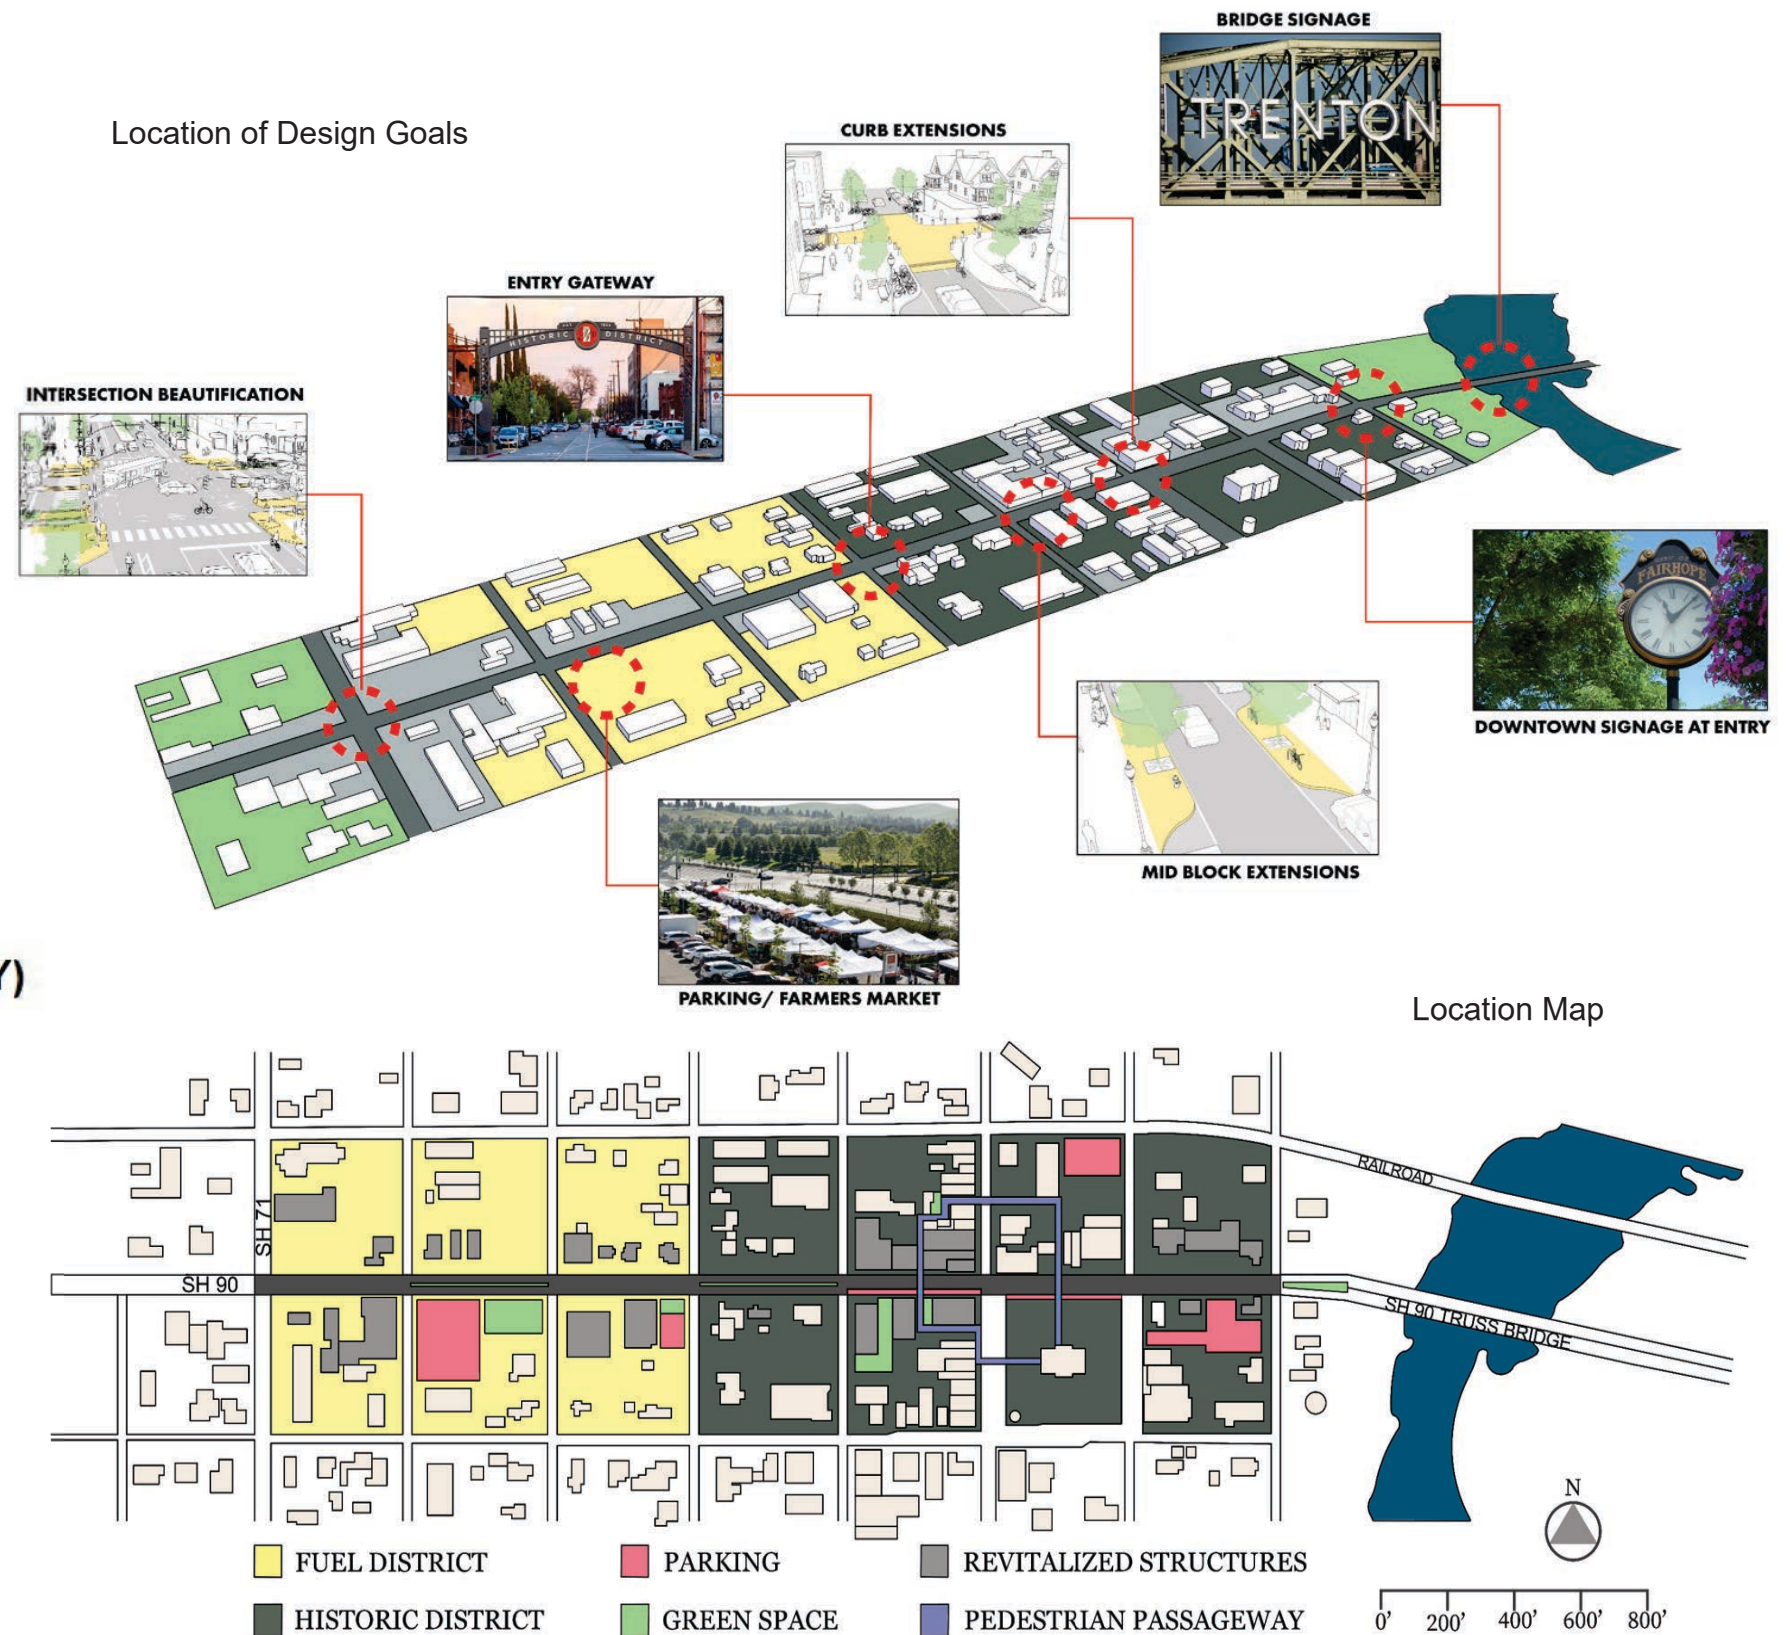 BRIDGE SIGNAGE
TRENTON
Location of Design Goals
CURB EXTENSIONS
ENTRY GATEWAY
HISTORIC DISTRICT
INTERSECTION BEAUTIFICATION
FAIRHOPE
DOWNTOWN SIGNAGE AT ENTRY
MID BLOCK EXTENSIONS
Y)
PARKING/ FARMERS MARKET
Location Map
RAILROAD
SH 71
SH 90
SH 90 TRUSS BRIDGE
N
FUEL DISTRICT
PARKING
REVITALIZED STRUCTURES
HISTORIC DISTRICT
GREEN SPACE
PEDESTRIAN PASSAGEWAY
0' 200' 400' 600' 800'